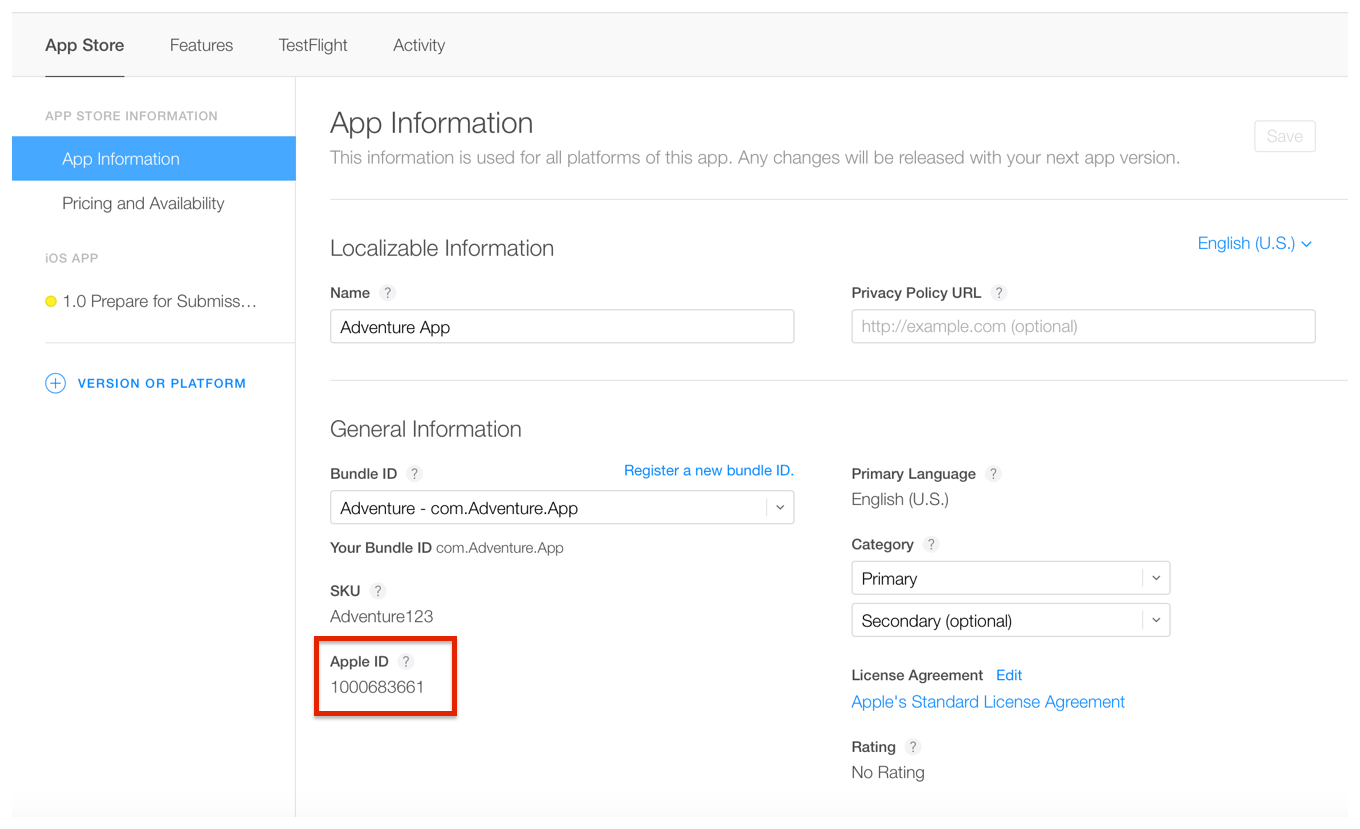 App Store Features TestFlight Activity
APP STORE INFORMATION
App Information
Pricing and Availability
iOS APP
1.0 Prepare for Submiss…
VERSION OR PLATFORM
App Information
Save
This information is used for all platforms of this app. Any changes will be released with your next app version.
Localizable Information
English (U.S.)
Name ?
Adventure App
Privacy Policy URL ?
http://example.com (optional)
General Information
Bundle ID ?
Register a new bundle ID.
Adventure - com.Adventure.App
Your Bundle ID com.Adventure.App
SKU ?
Adventure123
Apple ID ?
1000683661
Primary Language ?
English (U.S.)
Category ?
Primary
Secondary (optional)
License Agreement Edit
Apple's Standard License Agreement
Rating ?
No Rating